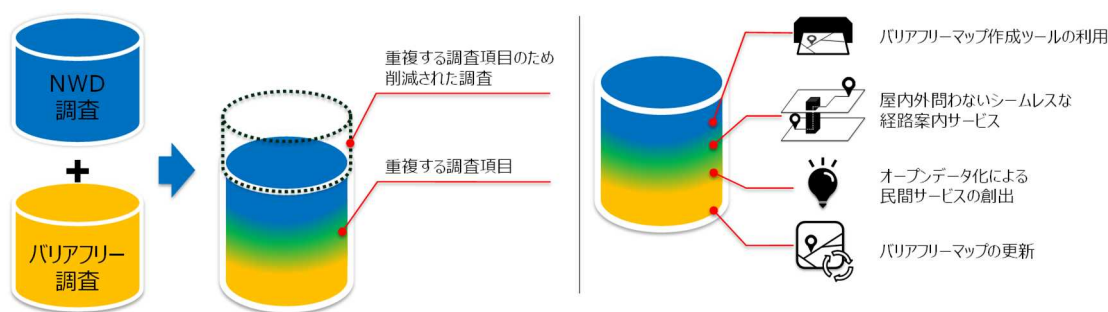 NWD
調査
+
バリアフリー
調査
重複する調査項目のため
削減された調査
重複する調査項目
バリアフリーマップ作成ツールの利用
屋内外問わないシームレスな
経路案内サービス
オープンデータ化による
民間サービスの創出
バリアフリーマップの更新